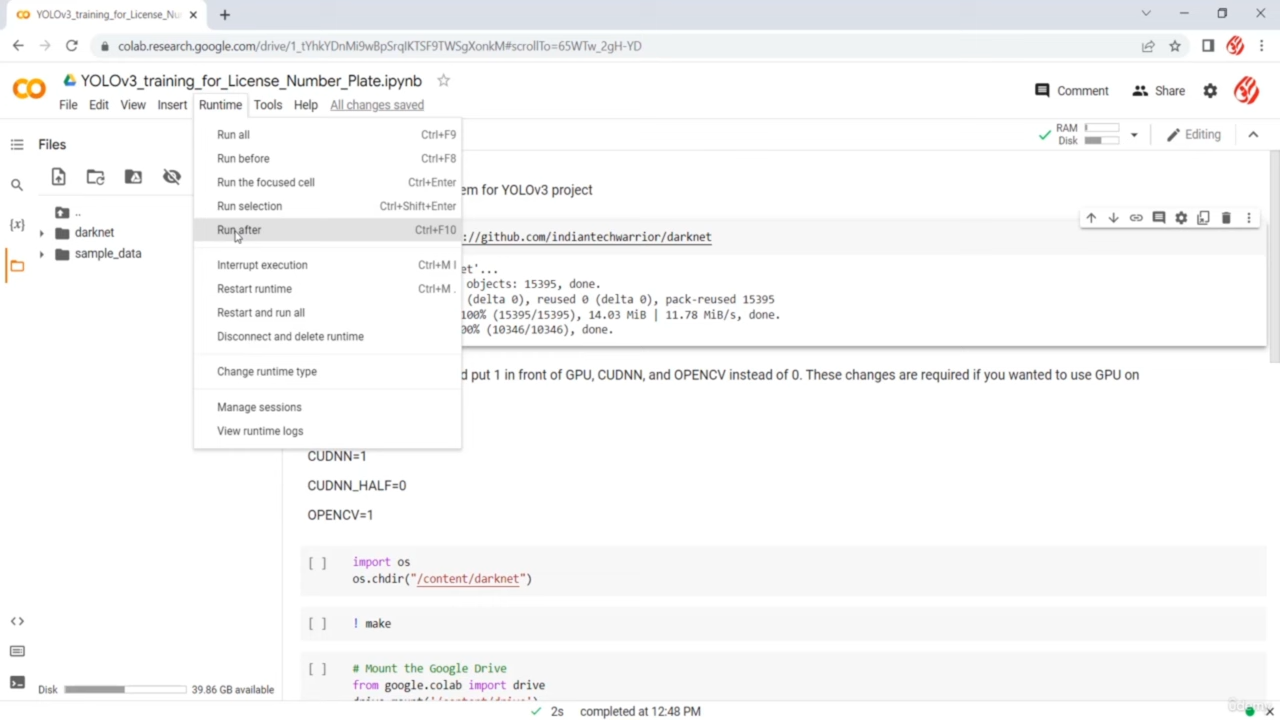 YOLOv3_training_for_License_Nu
colab.research.google.com/drive/1_tYhkYDnMi9wBpSrqIKTSF9TWSgXonkM#scrollTo=65WTw_2gH-YD
YOLOv3_training_for_License_Number_Plate.ipynb
Comment
Share
File Edit View Insert Runtime Tools Help All changes saved
RAM
Disk
Editing
Files
Run all Ctrl+F9
Run before Ctrl+F8
Run the focused cell Ctrl+Enter
Run selection Ctrl+Shift+Enter
Run after Ctrl+F10
Interrupt execution Ctrl+M I
Restart runtime Ctrl+M .
Restart and run all
Disconnect and delete runtime
Change runtime type
Manage sessions
View runtime logs
..
darknet
sample_data
{x}
em for YOLOv3 project
://github.com/indiantechwarrior/darknet
et'...
objects: 15395, done.
(delta 0), reused 0 (delta 0), pack-reused 15395
100% (15395/15395), 14.03 MiB | 11.78 MiB/s, done.
100% (10346/10346), done.
d put 1 in front of GPU, CUDNN, and OPENCV instead of 0. These changes are required if you wanted to use GPU on
CUDNN=1
CUDNN_HALF=0
OPENCV=1
[ ] import os
os.chdir("/content/darknet")
[ ] ! make
[ ] # Mount the Google Drive
from google.colab import drive
drive.mount('/content/drive')
Disk 39.86 GB available
2s completed at 12:48 PM
ûdemy